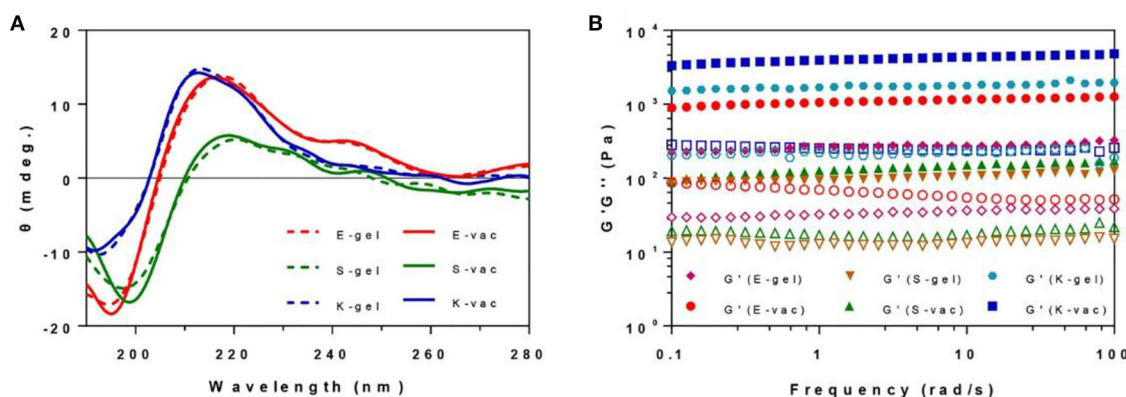 A
θ (mdeg.)
20
10
0
-10
-20
200 220 240 260 280
Wavelength (nm)
E-gel E-vac
S-gel S-vac
K-gel K-vac
B
G'G'' (Pa)
10⁴
10³
10²
10¹
10⁰
0.1 1 10 100
Frequency (rad/s)
G' (E-gel) G' (S-gel) G' (K-gel)
G' (E-vac) G' (S-vac) G' (K-vac)